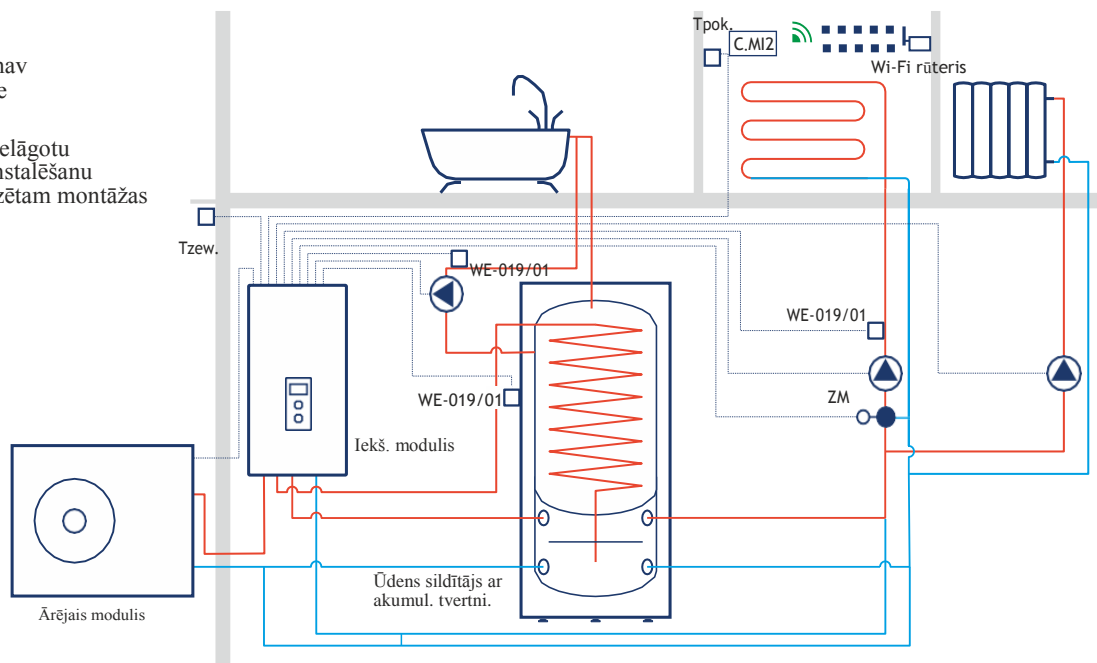 nav
e
elāgotu
nstalēšanu
zētam montāžas
Tpok.
C.MI2
Wi-Fi rūteris
Tzew.
WE-019/01
WE-019/01
WE-019/01
ZM
Iekš. modulis
Ūdens sildītājs ar
akumul. tvertni.
Ārējais modulis